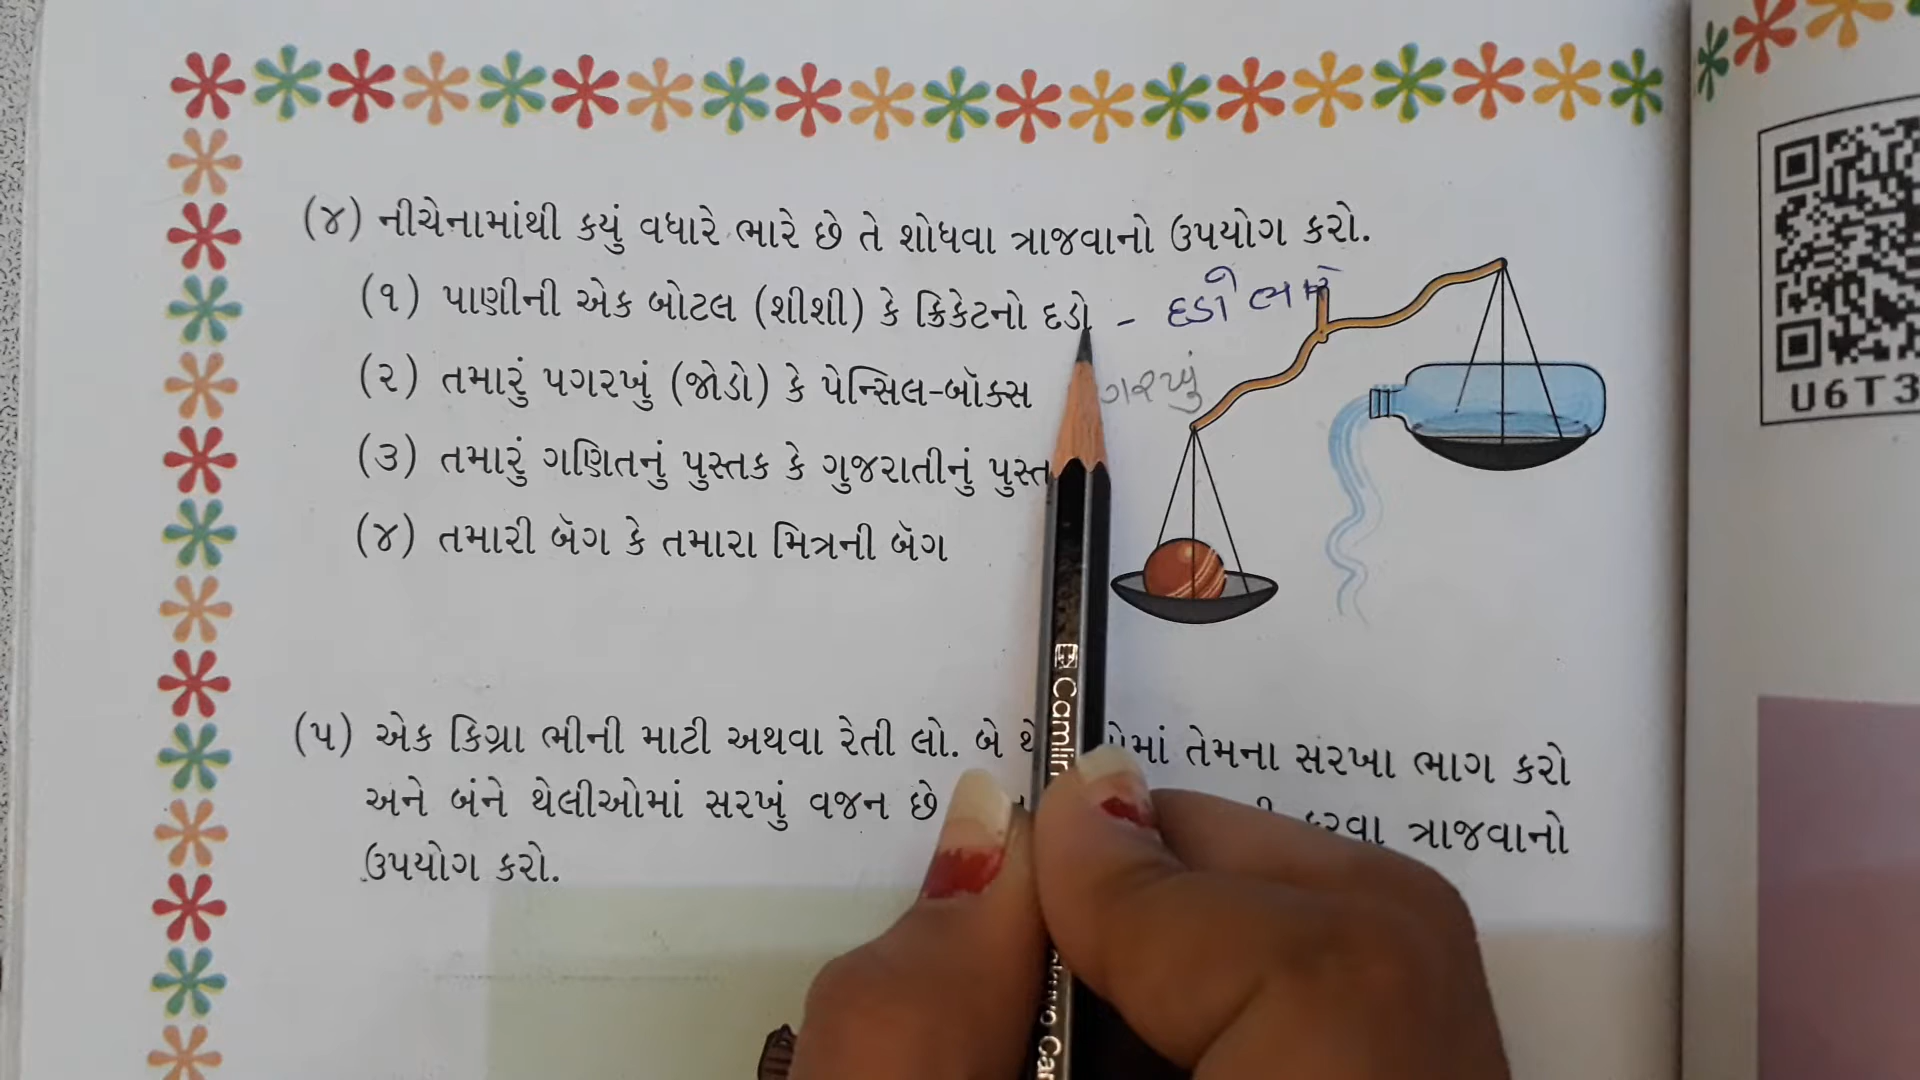 (૪) નીચેનામાંથી કયું વધારે ભારે છે તે શોધવા ત્રાજવાનો ઉપયોગ કરો.
(૧) પાણીની એક બોટલ (શીશી) કે ક્રિકેટનો દડો - દડો ભારે
(૨) તમારું પગરખું (જોડો) કે પેન્સિલ-બૉક્સ
(૩) તમારું ગણિતનું પુસ્તક કે ગુજરાતીનું
(૪) તમારી બૅગ કે તમારા મિત્રની બૅગ
U6T3
(૫) એક કિગ્રા ભીની માટી અથવા રેતી લો. બે તેમના સરખા ભાગ કરો
અને બંને થેલીઓમાં સરખું વજન છે ત્રાજવાનો
ઉપયોગ કરો.
Camlin